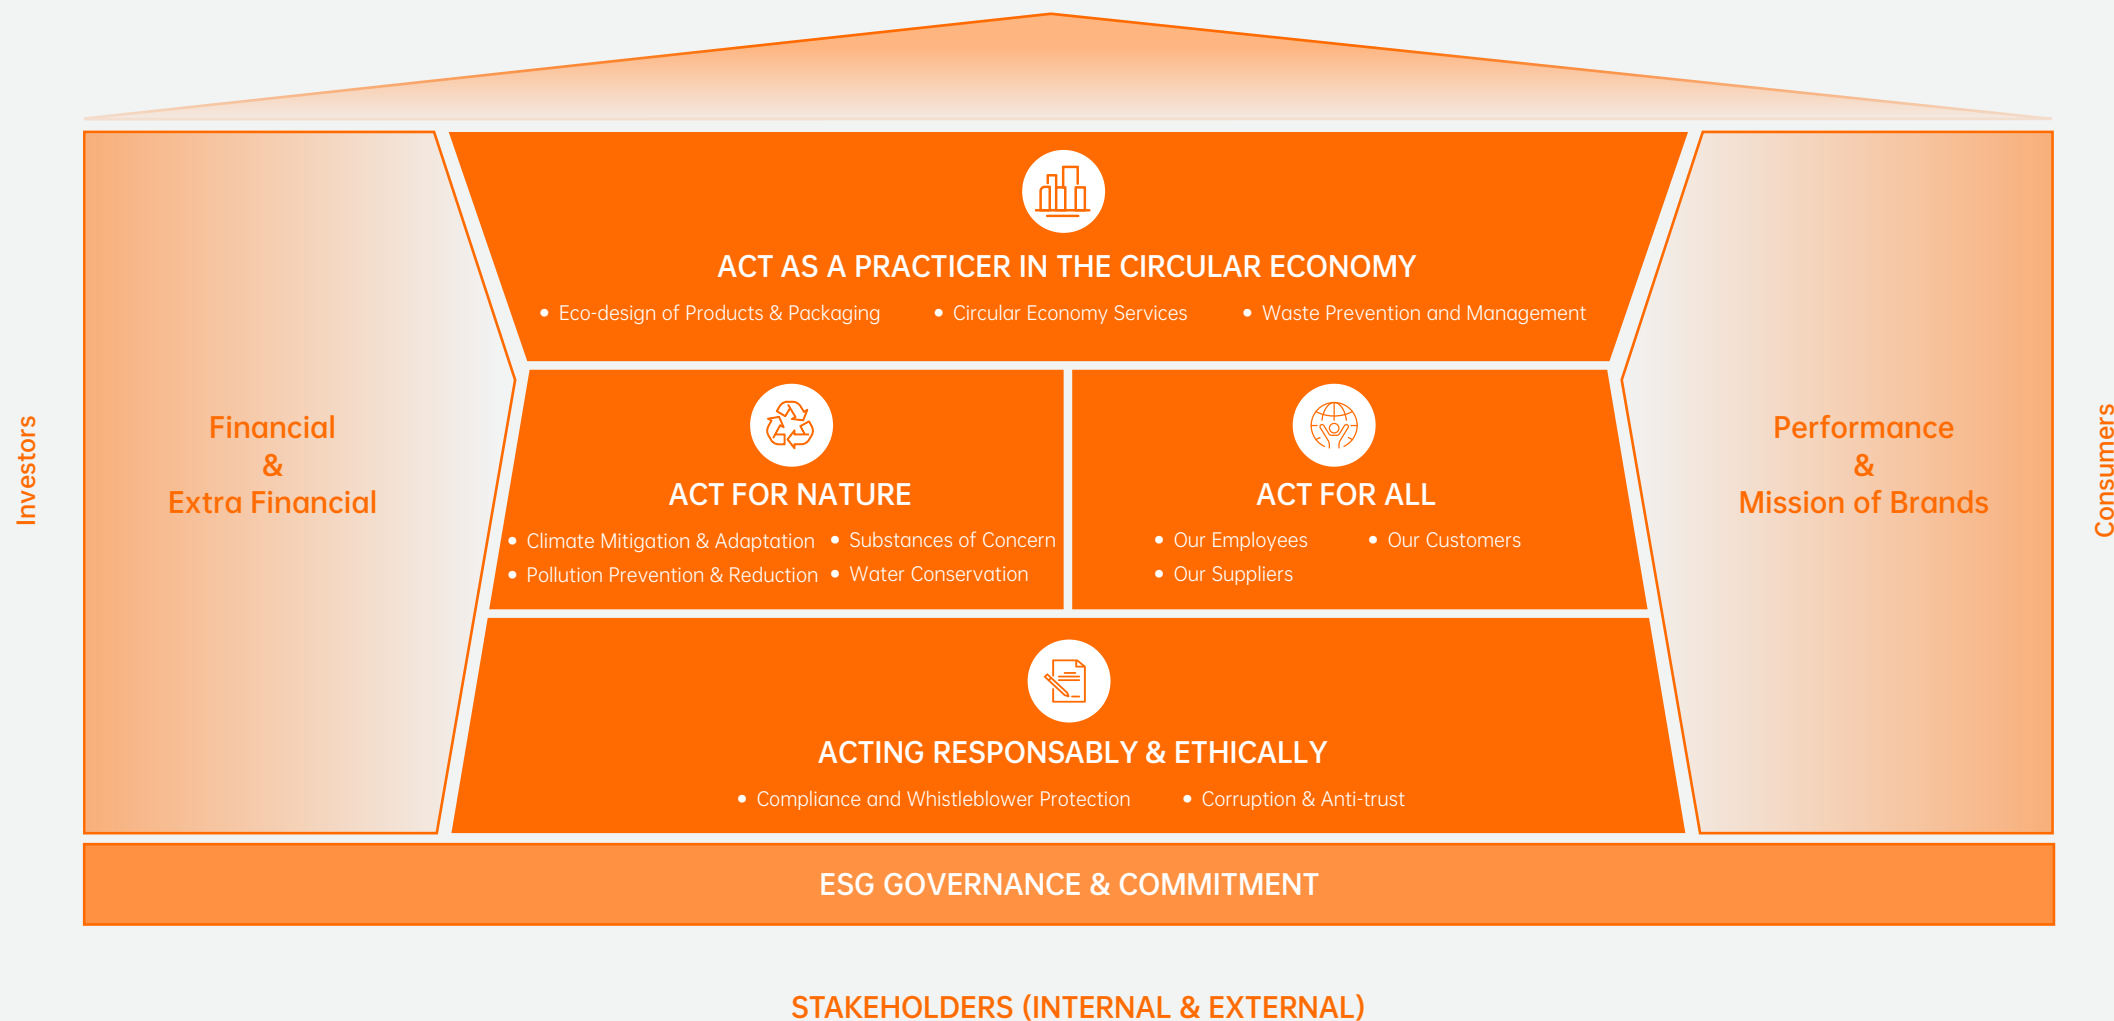 ACT AS A PRACTICER IN THE CIRCULAR ECONOMY
• Eco-design of Products & Packaging • Circular Economy Services • Waste Prevention and Management
Investors
Financial
&
Extra Financial
ACT FOR NATURE
• Climate Mitigation & Adaptation • Substances of Concern
• Pollution Prevention & Reduction • Water Conservation
ACT FOR ALL
• Our Employees • Our Customers
• Our Suppliers
Performance
&
Mission of Brands
Consumers
ACTING RESPONSABLY & ETHICALLY
• Compliance and Whistleblower Protection • Corruption & Anti-trust
ESG GOVERNANCE & COMMITMENT
STAKEHOLDERS (INTERNAL & EXTERNAL)